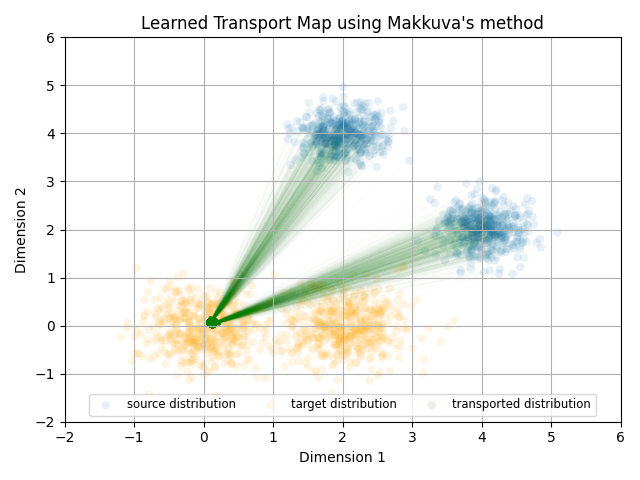 Learned Transport Map using Makkuva's method
6
5
4
3
2
1
0
−1
−2
Dimension 2
source distribution target distribution transported distribution
−2 −1 0 1 2 3 4 5 6
Dimension 1